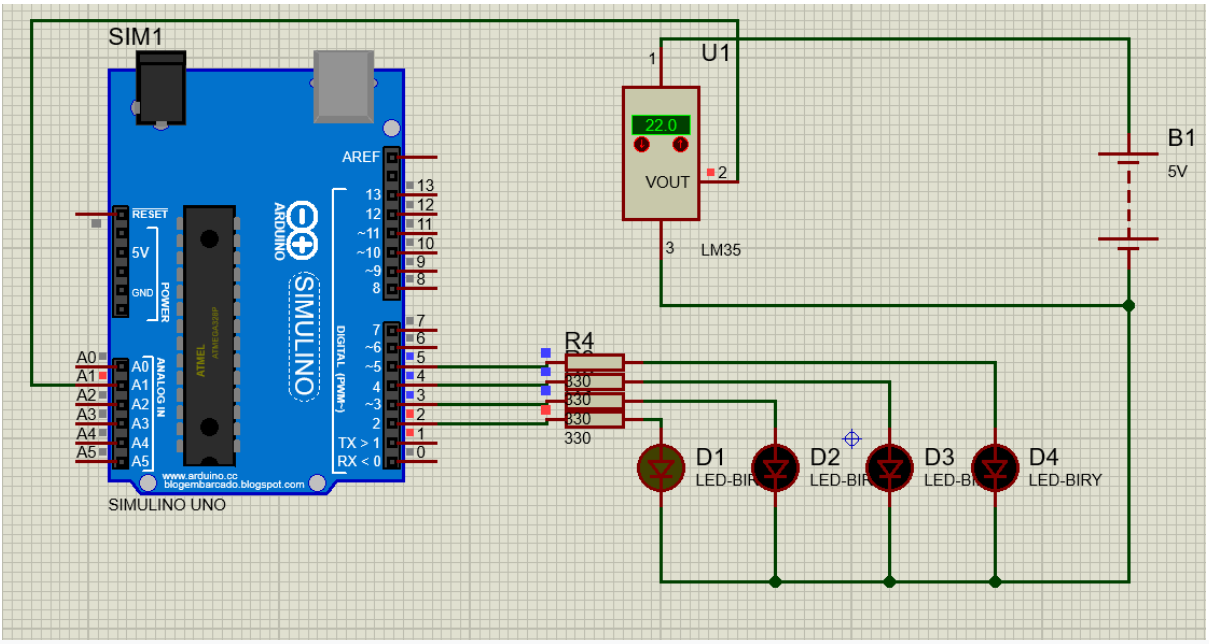 SIM1
U1
1
22.0
2
VOUT
3
LM35
B1
5V
AREF
13
13
12
12
~11
11
~10
10
~9
9
8
8
RESET
5V
GND
POWER
ARDUINO
SIMULINO
ATMEL
ATMEGA328P
DIGITAL (PWM~)
7
7
~6
6
~5
5
4
4
~3
3
2
2
TX > 1
1
RX < 0
0
A0
A0
A1
A1
A2
A2
A3
A3
A4
A4
A5
A5
ANALOG IN
www.arduino.cc
blogembarcado.blogspot.com
SIMULINO UNO
R4
330
330
330
330
D1
LED-BIRY
D2
LED-BIRY
D3
LED-BIRY
D4
LED-BIRY